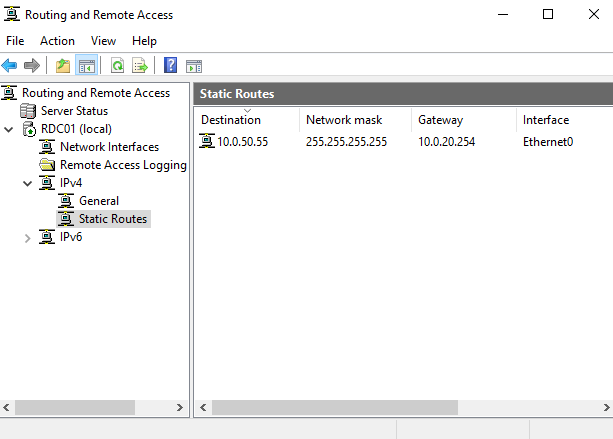 Routing and Remote Access
File Action View Help
Routing and Remote Access
Server Status
RDC01 (local)
Network Interfaces
Remote Access Logging
IPv4
General
Static Routes
IPv6
Static Routes
Destination Network mask Gateway Interface
10.0.50.55 255.255.255.255 10.0.20.254 Ethernet0